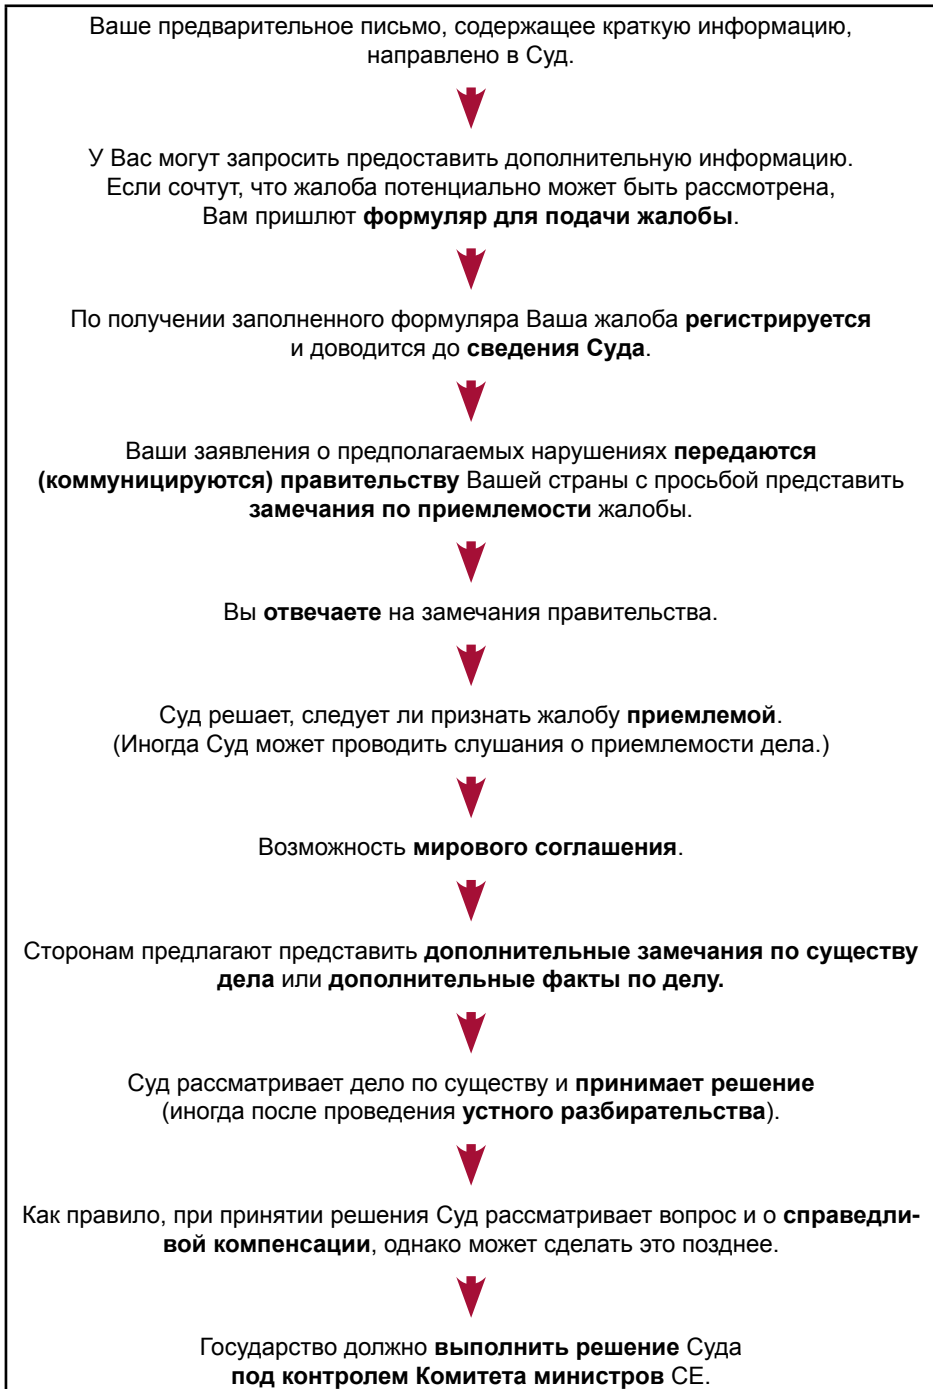 Ваше предварительное письмо, содержащее краткую информацию,
направлено в Суд.
У Вас могут запросить предоставить дополнительную информацию.
Если сочтут, что жалоба потенциально может быть рассмотрена,
Вам пришлют формуляр для подачи жалобы.
По получении заполненного формуляра Ваша жалоба регистрируется
и доводится до сведения Суда.
Ваши заявления о предполагаемых нарушениях передаются
(коммуницируются) правительству Вашей страны с просьбой представить
замечания по приемлемости жалобы.
Вы отвечаете на замечания правительства.
Суд решает, следует ли признать жалобу приемлемой.
(Иногда Суд может проводить слушания о приемлемости дела.)
Возможность мирового соглашения.
Сторонам предлагают представить дополнительные замечания по существу
дела или дополнительные факты по делу.
Суд рассматривает дело по существу и принимает решение
(иногда после проведения устного разбирательства).
Как правило, при принятии решения Суд рассматривает вопрос и о справедли-
вой компенсации, однако может сделать это позднее.
Государство должно выполнить решение Суда
под контролем Комитета министров СЕ.